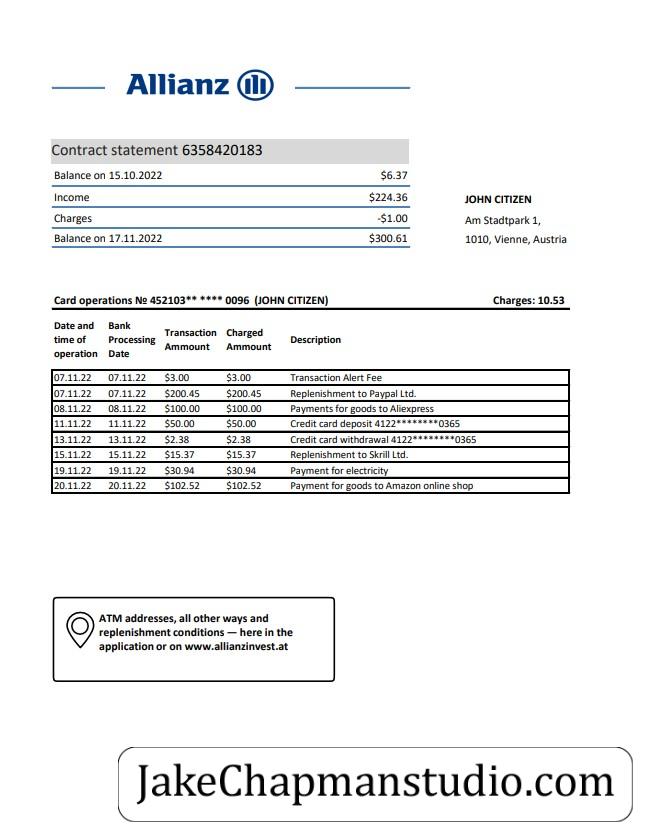 Allianz
Contract statement 6358420183
Balance on 15.10.2022 $6.37
Income $224.36
Charges -$1.00
Balance on 17.11.2022 $300.61
JOHN CITIZEN
Am Stadtpark 1,
1010, Vienne, Austria
Card operations № 452103** **** 0096 (JOHN CITIZEN) Charges: 10.53
Date and time of operation Bank Processing Date Transaction Amount Charged Amount Description
07.11.22 07.11.22 $3.00 $3.00 Transaction Alert Fee
07.11.22 07.11.22 $200.45 $200.45 Replenishment to Paypal Ltd.
08.11.22 08.11.22 $100.00 $100.00 Payments for goods to Aliexpress
11.11.22 11.11.22 $50.00 $50.00 Credit card deposit 4122********0365
13.11.22 13.11.22 $2.38 $2.38 Credit card withdrawal 4122********0365
15.11.22 15.11.22 $15.37 $15.37 Replenishment to Skrill Ltd.
19.11.22 19.11.22 $30.94 $30.94 Payment for electricity
20.11.22 20.11.22 $102.52 $102.52 Payment for goods to Amazon online shop
ATM addresses, all other ways and
replenishment conditions — here in the
application or on www.allianzinvest.at
JakeChapmanstudio.com